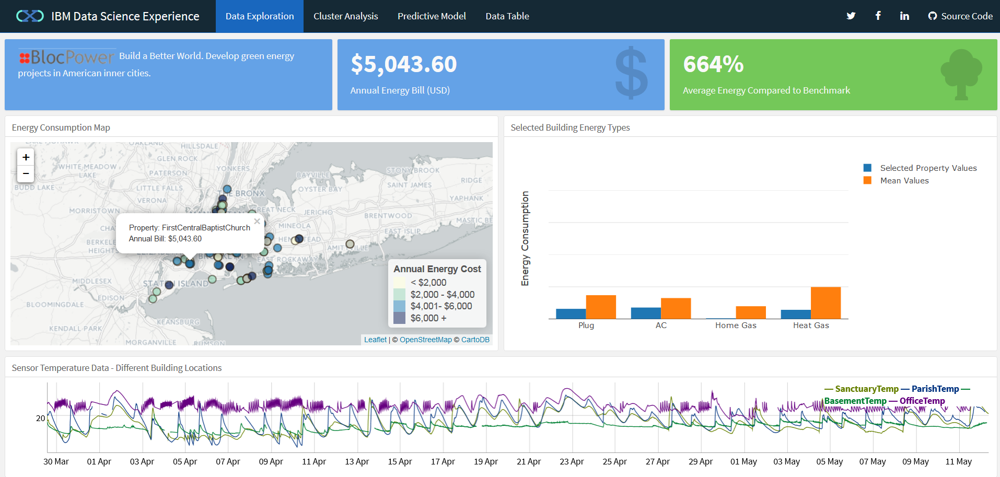 IBM Data Science Experience
Data Exploration
Cluster Analysis
Predictive Model
Data Table
Source Code
BlocPower Build a Better World. Develop green energy
projects in American inner cities.
$5,043.60
Annual Energy Bill (USD)
$
664%
Average Energy Compared to Benchmark
Energy Consumption Map
+
−
OAKLAND
HILLSDALE
GLEN ROCK
WHITE MEADOW
LAKE
PATERSON
YONKERS
BUDD LAKE
LITTLE FALLS
VERONA
THE BRONX
BAYVILLE
OYSTER BAY
STONY BROOK
SAINT JAMES
RIDGE
YAPHANK
MORRISTOWN
GREAT NECK
JERICHO
BRENTWOOD
MASTIC BE
MINEOLA
EAST ISLIP
BERKELE
HEIGHTS
AMITYVILLE
EAST ROCKAWAY
Property: FirstCentralBaptistChurch
Annual Bill: $5,043.60
×
MIDDLESEX
STATEN ISLAND
EDISON
BLOOMINGDALE
KEANSBURG
KENDALL PARK
MORGANVILLE
RUMSON
Annual Energy Cost
< $2,000
$2,000 - $4,000
$4,001- $6,000
$6,000 +
Leaflet | © OpenStreetMap © CartoDB
Selected Building Energy Types
Selected Property Values
Mean Values
Energy Consumption
Plug
AC
Home Gas
Heat Gas
Sensor Temperature Data - Different Building Locations
— SanctuaryTemp — ParishTemp —
BasementTemp — OfficeTemp
20
30 Mar
01 Apr
03 Apr
05 Apr
07 Apr
09 Apr
11 Apr
13 Apr
15 Apr
17 Apr
19 Apr
21 Apr
23 Apr
25 Apr
27 Apr
29 Apr
01 May
03 May
05 May
07 May
09 May
11 May